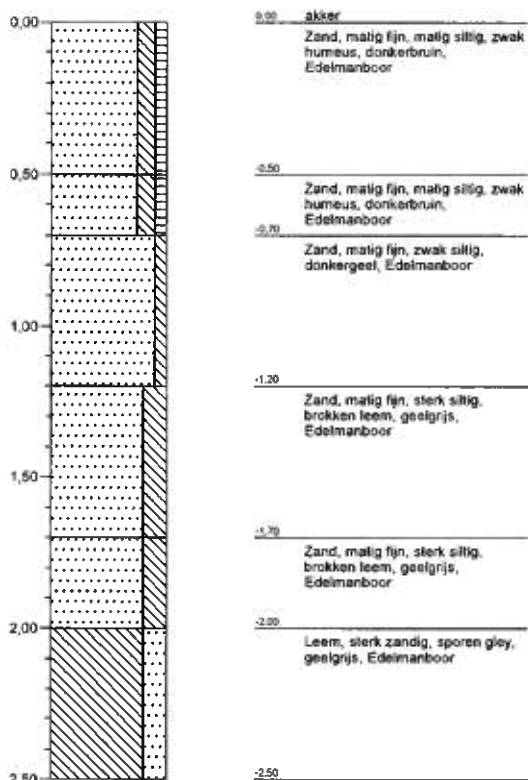 0,00
0,50
1,00
1,50
2,00
2,50
0,00 akker
Zand, matig fijn, matig siltig, zwak
humeus, donkerbruin,
Edelmanboor
-0,50
Zand, matig fijn, matig siltig, zwak
humeus, donkerbruin,
Edelmanboor
-0,70
Zand, matig fijn, zwak siltig,
donkergeel, Edelmanboor
-1,20
Zand, matig fijn, sterk siltig,
brokken leem, geelgrijs,
Edelmanboor
-1,70
Zand, matig fijn, sterk siltig,
brokken leem, geelgrijs,
Edelmanboor
-2,00
Leem, sterk zandig, sporen gley,
geelgrijs, Edelmanboor
-2,50